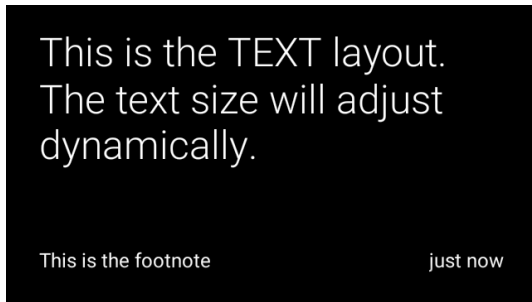 This is the TEXT layout.
The text size will adjust
dynamically.
This is the footnote
just now